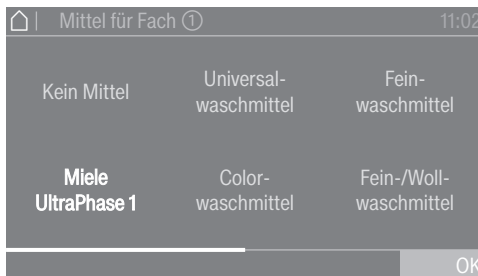 Mittel für Fach ① 11:02
Kein Mittel
Universal-
waschmittel
Fein-
waschmittel
Miele
UltraPhase 1
Color-
waschmittel
Fein-/Woll-
waschmittel
OK